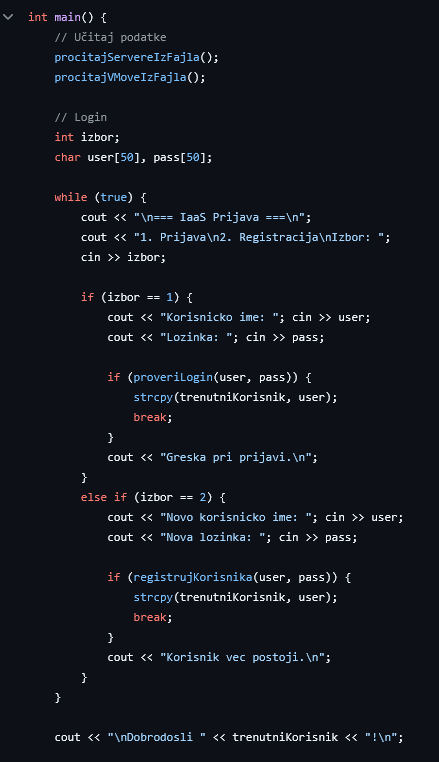 int main() {
    // Učitaj podatke
    procitajServereIzFajla();
    procitajVMoveIzFajla();

    // Login
    int izbor;
    char user[50], pass[50];

    while (true) {
        cout << "\n=== IaaS Prijava ===\n";
        cout << "1. Prijava\n2. Registracija\nIzbor: ";
        cin >> izbor;

        if (izbor == 1) {
            cout << "Korisnicko ime: "; cin >> user;
            cout << "Lozinka: "; cin >> pass;

            if (proveriLogin(user, pass)) {
                strcpy(trenutniKorisnik, user);
                break;
            }
            cout << "Greska pri prijavi.\n";
        }
        else if (izbor == 2) {
            cout << "Novo korisnicko ime: "; cin >> user;
            cout << "Nova lozinka: "; cin >> pass;

            if (registrujKorisnika(user, pass)) {
                strcpy(trenutniKorisnik, user);
                break;
            }
            cout << "Korisnik vec postoji.\n";
        }
    }

    cout << "\nDobrodosli " << trenutniKorisnik << "!\n";